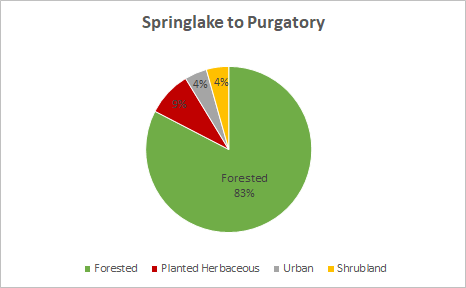 Springlake to Purgatory
4%
4%
9%
Forested
83%
Forested Planted Herbaceous Urban Shrubland